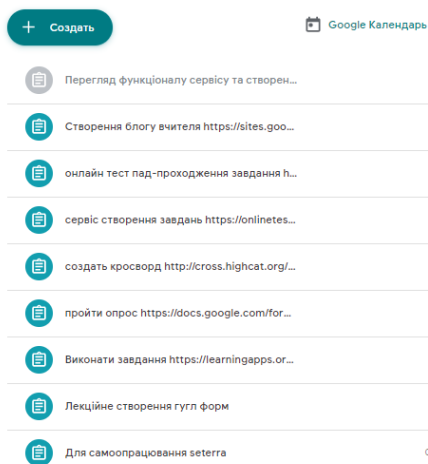 Создать
Google Календарь
Перегляд функціоналу сервісу та створен...
Створення блогу вчителя https://sites.goo...
онлайн тест пад-проходження завдання h...
сервіс створення завдань https://onlinetes...
создать кросворд http://cross.highcat.org/...
пройти опрос https://docs.google.com/for...
Виконати завдання https://learningapps.or...
Лекційне створення гугл форм
Для самоопрацювання seterra